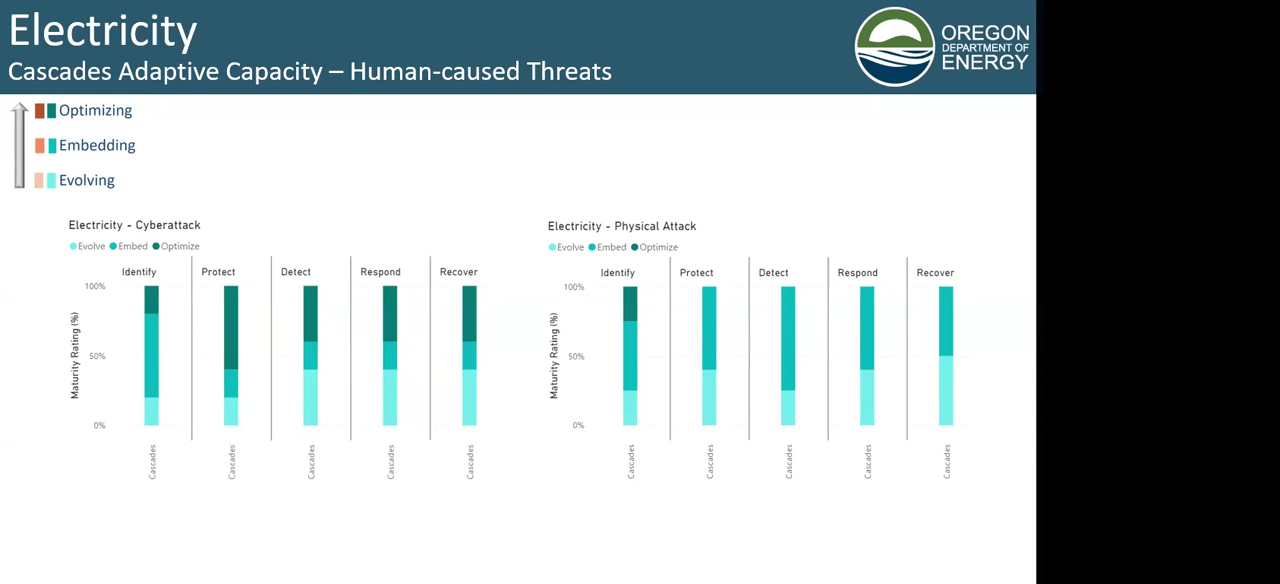 Electricity
Cascades Adaptive Capacity – Human-caused Threats
OREGON
DEPARTMENT OF
ENERGY
Optimizing
Embedding
Evolving
Electricity - Cyberattack
Evolve Embed Optimize
Identify Protect Detect Respond Recover
100%
50%
0%
Maturity Rating (%)
Cascades Cascades Cascades Cascades Cascades
Electricity - Physical Attack
Evolve Embed Optimize
Identify Protect Detect Respond Recover
100%
50%
0%
Maturity Rating (%)
Cascades Cascades Cascades Cascades Cascades